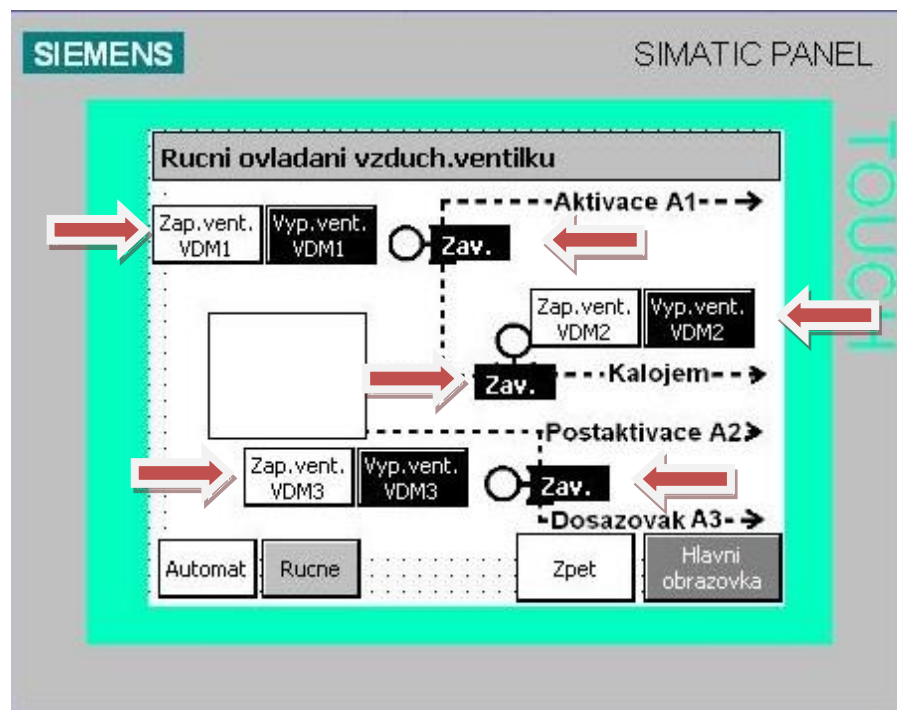 SIEMENS
SIMATIC PANEL
TOUCH
Rucni ovladani vzduch.ventilku
Aktivace A1
Zap.vent.
VDM1
Vyp.vent.
VDM1
Zav.
Zap.vent.
VDM2
Vyp.vent.
VDM2
Zav.
Kalojem
Postaktivace A2
Zap.vent.
VDM3
Vyp.vent.
VDM3
Zav.
Dosazovak A3
Automat
Rucne
Zpet
Hlavni
obrazovka